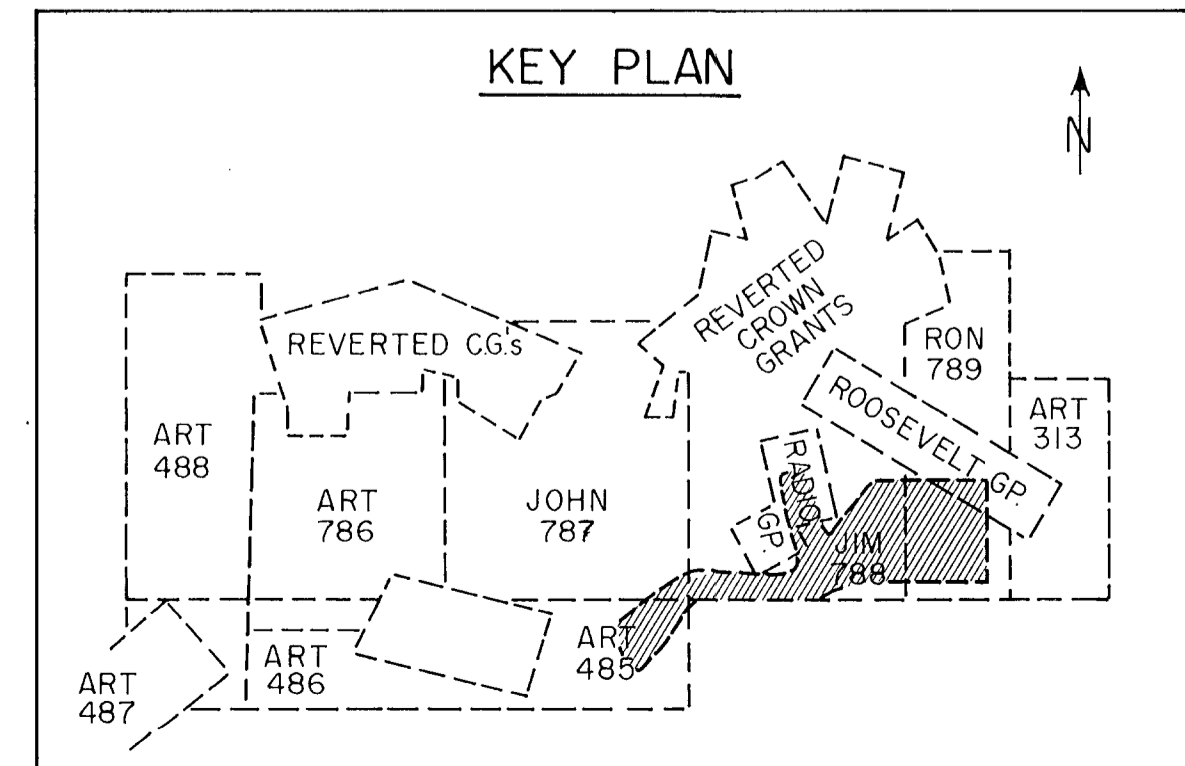 KEY PLAN
N
REVERTED
CROWN
GRANTS
REVERTED C.G.'s
RON
789
ROOSEVELT GP.
ART
313
ART
488
ART
786
JOHN
787
RADIO
GP.
JIM
788
ART
485
ART
486
ART
487